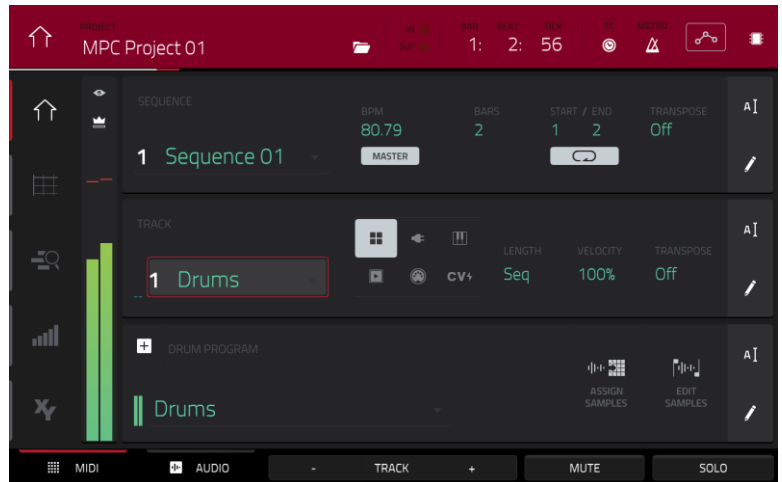 PROJECT
MPC Project 01
IN
OUT
BAR BEAT TICK
1: 2: 56
TC
METRO
SEQUENCE
1 Sequence 01
BPM
80.79
MASTER
BARS
2
START / END
1 2
TRANSPOSE
Off
A
TRACK
1 Drums
CV
LENGTH
Seq
VELOCITY
100%
TRANSPOSE
Off
A
DRUM PROGRAM
Drums
ASSIGN
SAMPLES
EDIT
SAMPLES
A
XY
MIDI AUDIO - TRACK + MUTE SOLO